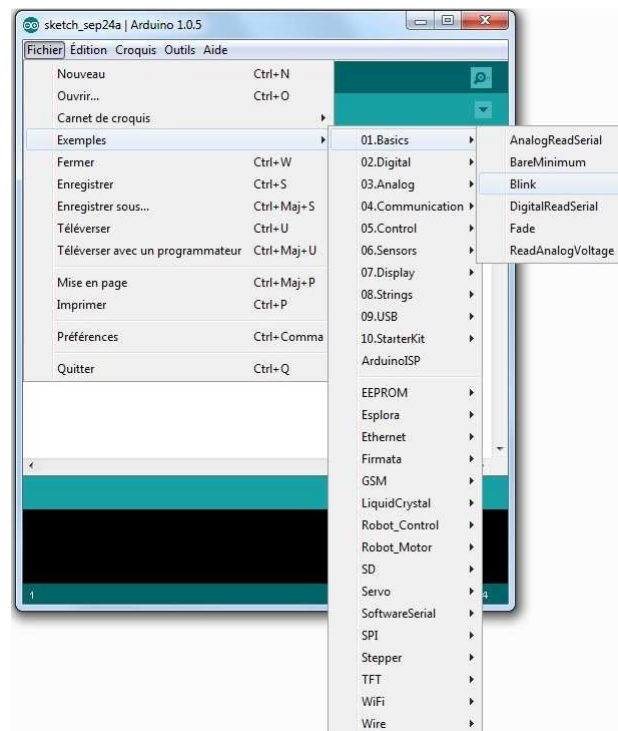 sketch_sep24a | Arduino 1.0.5
Fichier Édition Croquis Outils Aide
Nouveau Ctrl+N
Ouvrir... Ctrl+O
Carnet de croquis
Exemples
Fermer Ctrl+W
Enregistrer Ctrl+S
Enregistrer sous... Ctrl+Maj+S
Téléverser Ctrl+U
Téléverser avec un programmateur Ctrl+Maj+U
Mise en page Ctrl+Maj+P
Imprimer Ctrl+P
Préférences Ctrl+Comma
Quitter Ctrl+Q
01.Basics
02.Digital
03.Analog
04.Communication
05.Control
06.Sensors
07.Display
08.Strings
09.USB
10.StarterKit
ArduinoISP
EEPROM
Esplora
Ethernet
Firmata
GSM
LiquidCrystal
Robot_Control
Robot_Motor
SD
Servo
SoftwareSerial
SPI
Stepper
TFT
WiFi
Wire
AnalogReadSerial
BareMinimum
Blink
DigitalReadSerial
Fade
ReadAnalogVoltage
1
4